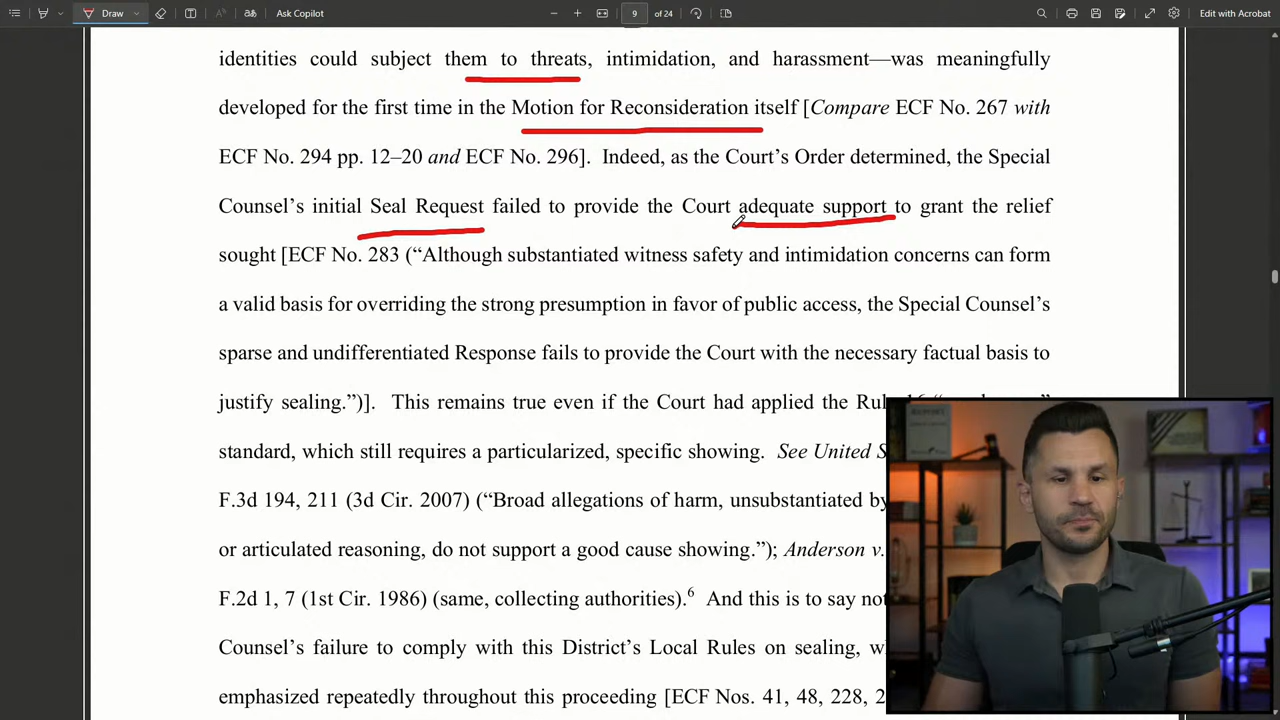 Draw
aあ
Ask Copilot
9 of 24
Edit with Acrobat
identities could subject them to threats, intimidation, and harassment—was meaningfully
developed for the first time in the Motion for Reconsideration itself [Compare ECF No. 267 with
ECF No. 294 pp. 12–20 and ECF No. 296]. Indeed, as the Court’s Order determined, the Special
Counsel’s initial Seal Request failed to provide the Court adequate support to grant the relief
sought [ECF No. 283 (“Although substantiated witness safety and intimidation concerns can form
a valid basis for overriding the strong presumption in favor of public access, the Special Counsel’s
sparse and undifferentiated Response fails to provide the Court with the necessary factual basis to
justify sealing.”)]. This remains true even if the Court had applied the
standard, which still requires a particularized, specific showing. See United S
F.3d 194, 211 (3d Cir. 2007) (“Broad allegations of harm, unsubstantiated by
or articulated reasoning, do not support a good cause showing.”); Anderson v.
F.2d 1, 7 (1st Cir. 1986) (same, collecting authorities).6 And this is to say not
Counsel’s failure to comply with this District’s Local Rules on sealing, w
emphasized repeatedly throughout this proceeding [ECF Nos. 41, 48, 228, 2